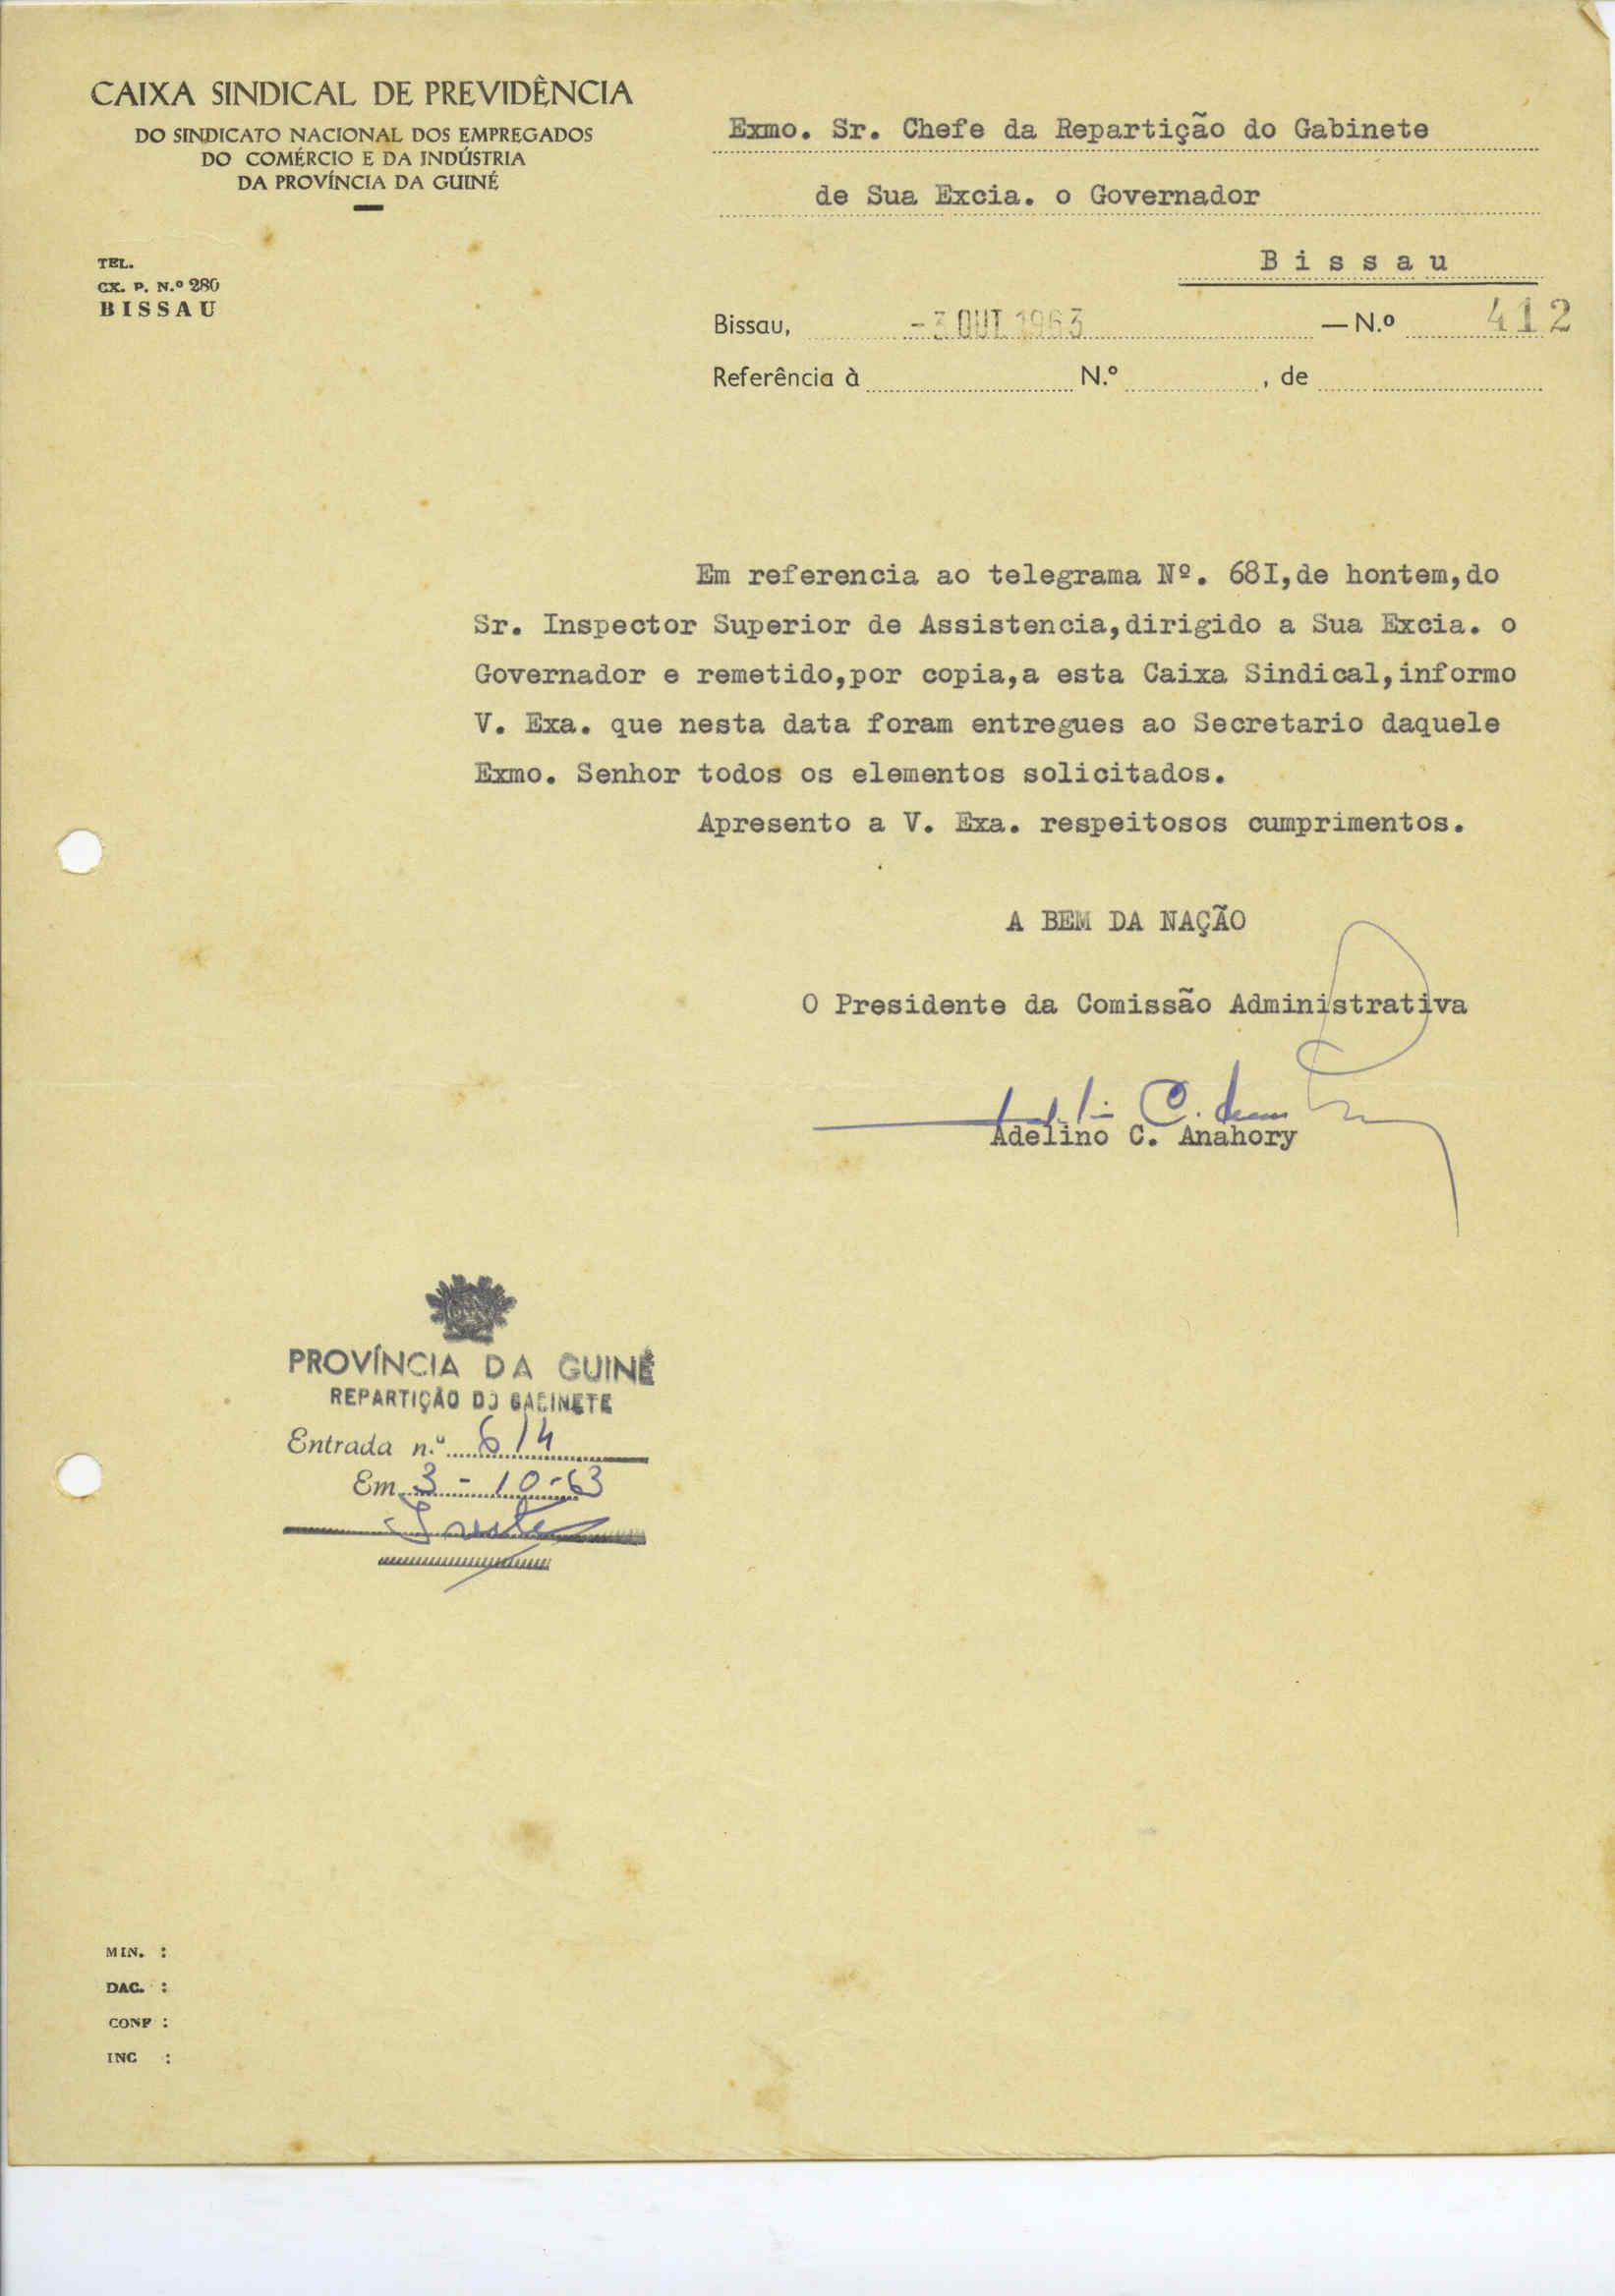 CAIXA SINDICAL DE PREVIDÊNCIA
DO SINDICATO NACIONAL DOS EMPREGADOS
DO COMÉRCIO E DA INDÚSTRIA
DA PROVÍNCIA DA GUINÉ
TEL.
CX. P. N.º 280
BISSAU
Exmo. Sr. Chefe da Repartição do Gabinete
de Sua Excia. o Governador
Bissau
Bissau, -3 OUT 1963 — N.º 412
Referência à N.º , de
Em referencia ao telegrama Nº. 68I,de hontem,do
Sr. Inspector Superior de Assistencia,dirigido a Sua Excia. o
Governador e remetido,por copia,a esta Caixa Sindical,informo
V. Exa. que nesta data foram entregues ao Secretario daquele
Exmo. Senhor todos os elementos solicitados.
Apresento a V. Exa. respeitosos cumprimentos.
A BEM DA NAÇÃO
O Presidente da Comissão Administrativa
Adelino C. Anahory
PROVÍNCIA DA GUINÉ
REPARTIÇÃO DO GABINETE
Entrada n.º 614
Em 3-10-63
MIN. :
DAC. :
CONF :
INC :